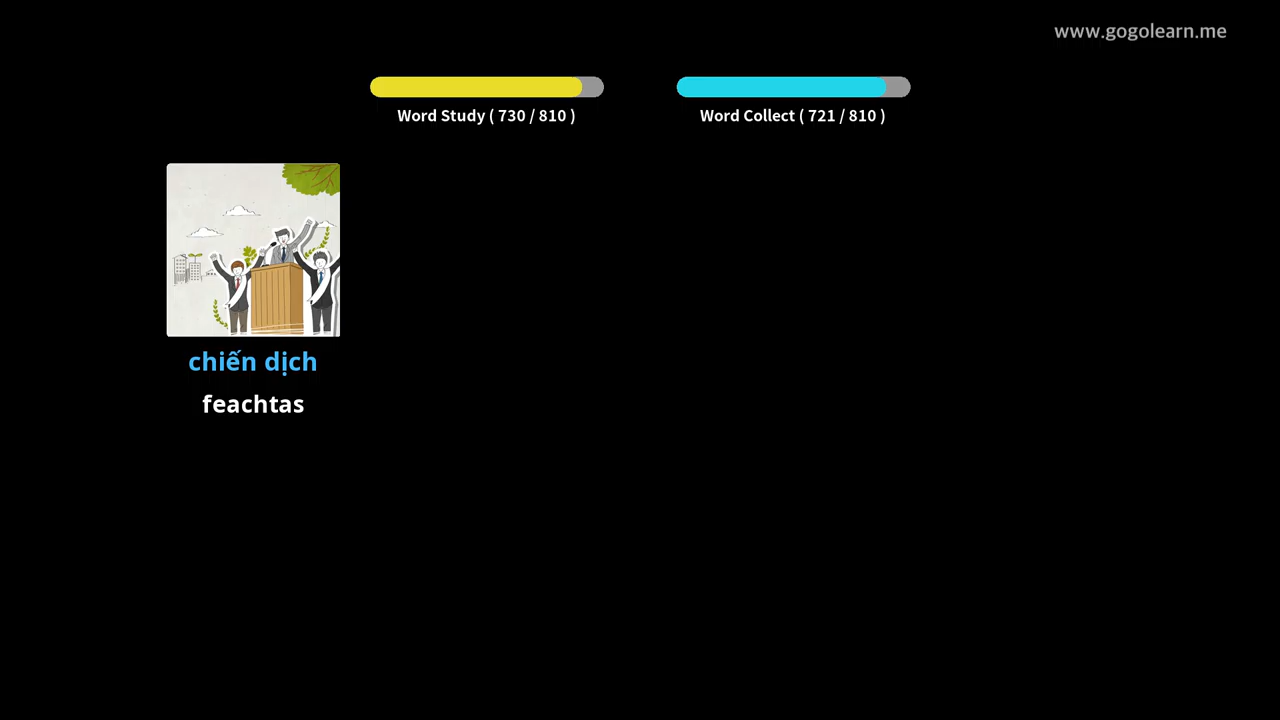 www.gogolearn.me
Word Study ( 730 / 810 )
Word Collect ( 721 / 810 )
chiến dịch
feachtas